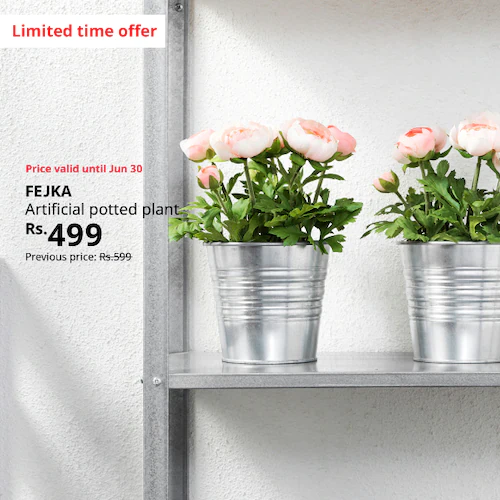 Limited time offer
Price valid until Jun 30
FEJKA
Artificial potted plant
Rs.499
Previous price: Rs.599